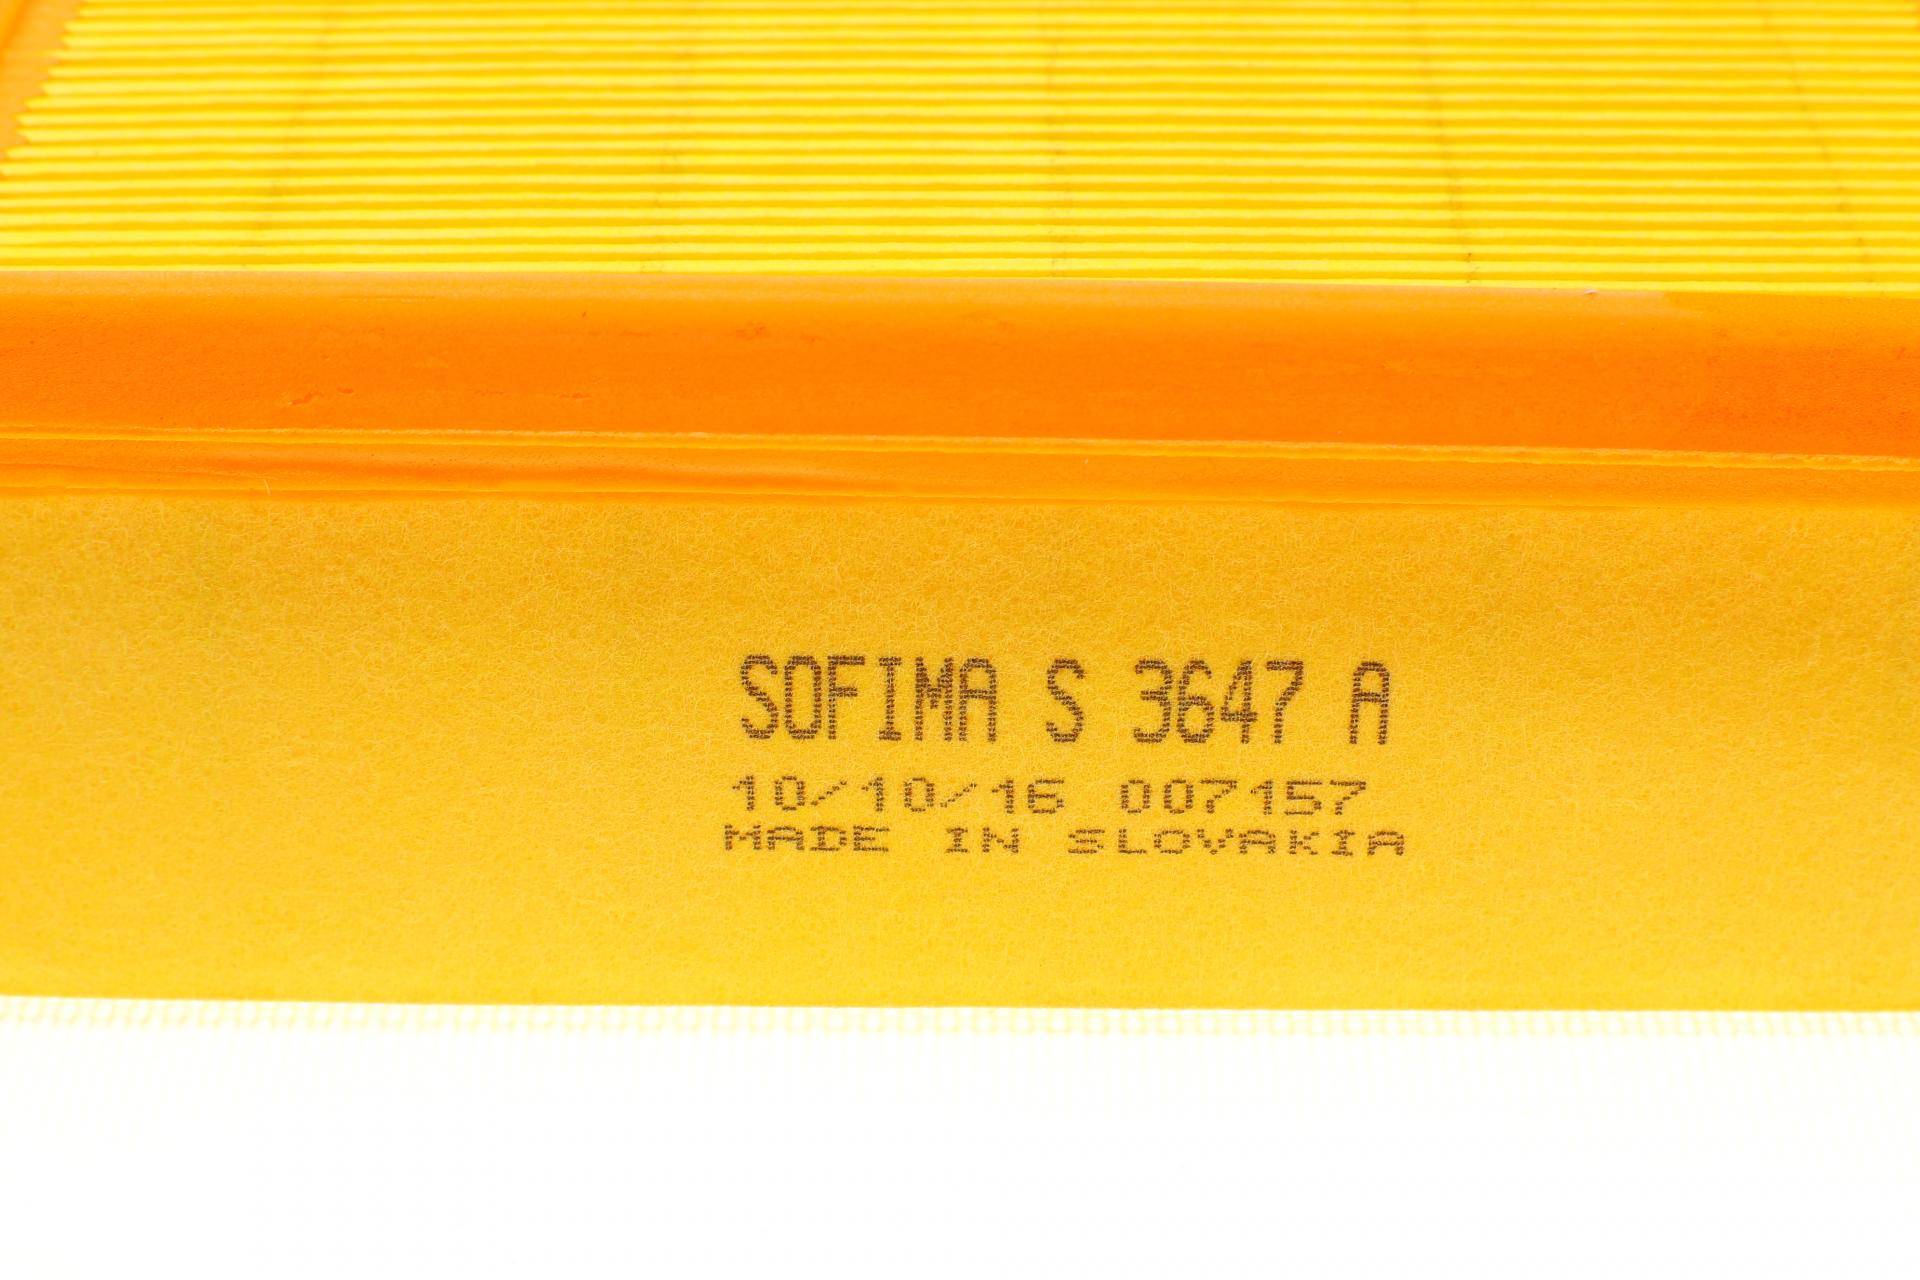 SOFIMA S 3647 A
10/10/16 007157
MADE IN SLOVAKIA